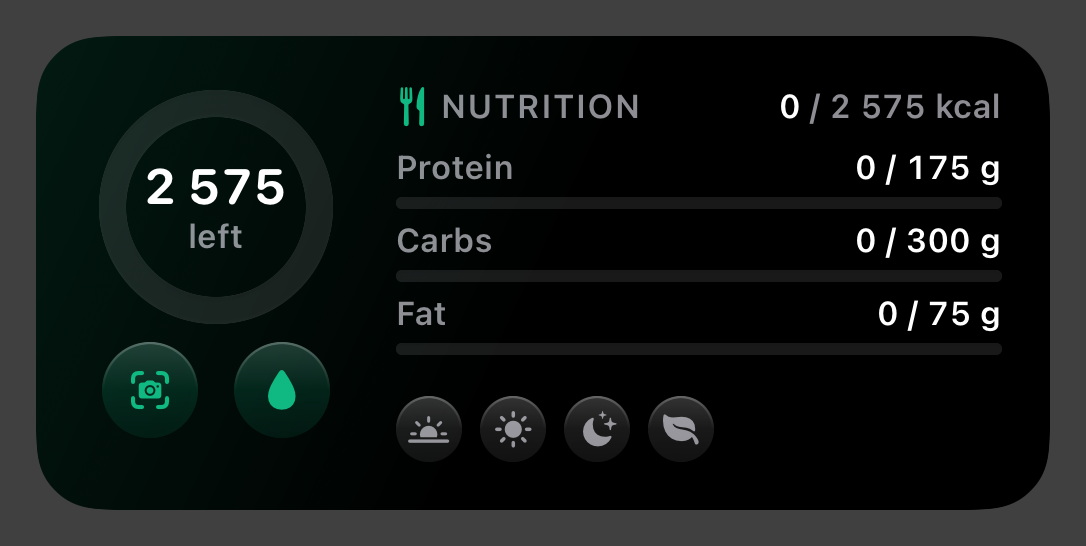 2 575
left
NUTRITION 0 / 2 575 kcal
Protein 0 / 175 g
Carbs 0 / 300 g
Fat 0 / 75 g